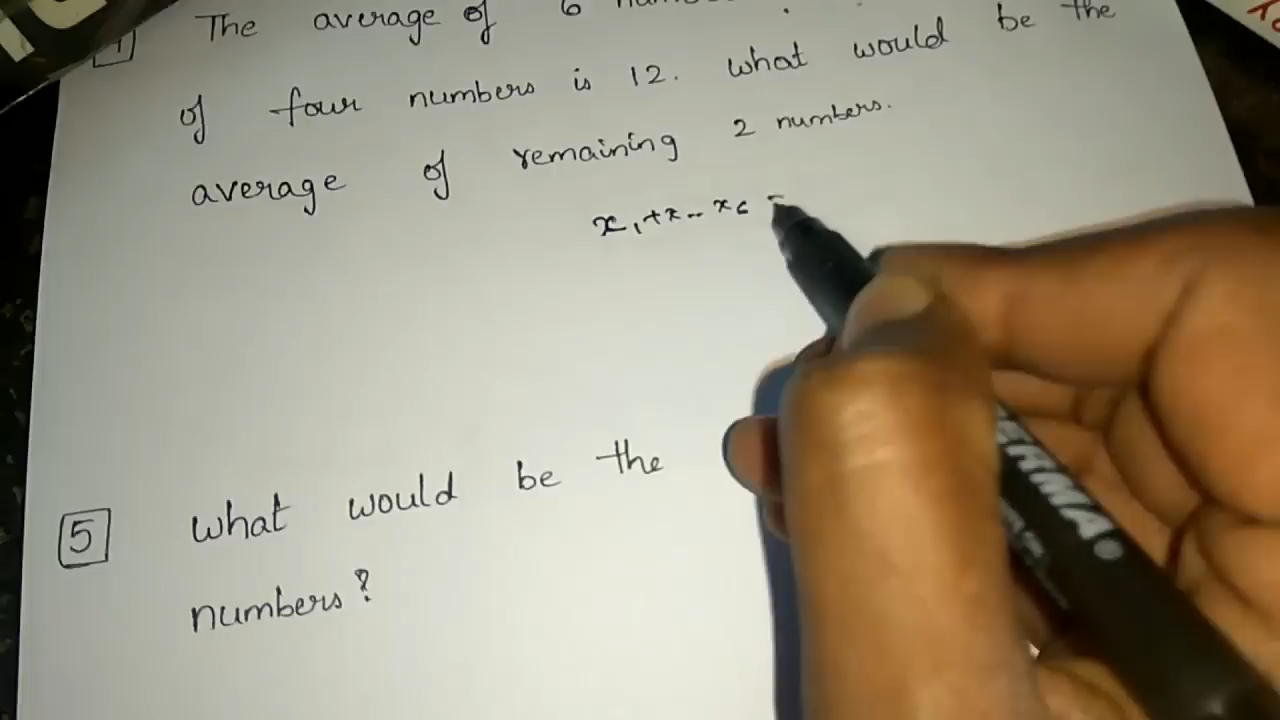 The average of 6
of four numbers is 12. what would be the
average of remaining 2 numbers.
x₁+x-- x₆ =
5 what would be the
numbers?
ERMA